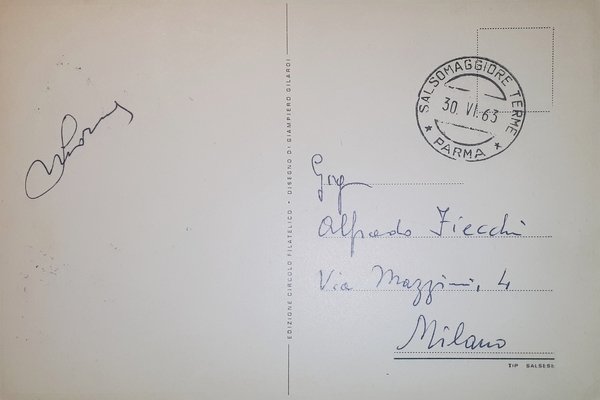 SALSOMAGGIORE TERME
30. VI. 63
* PARMA *
EDIZIONE CIRCOLO FILATELICO • DISEGNO DI GIAMPIERO GILARDI
Alfredo Fiecchi
Via Mazzini, 4
Milano
TIP SALSESE